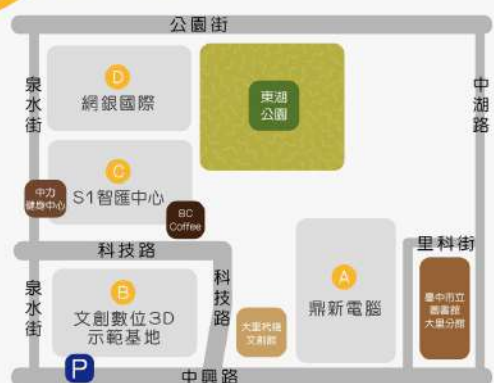 公園街
泉水街
D
網銀國際
東湖
公園
中湖路
C
S1智匯中心
中力
健身中心
BC
Coffee
科技路
里科街
泉水街
B
文創數位3D
示範基地
科技路
A
鼎新電腦
臺中市立
圖書館
大里分館
大里杙橋
文創館
P
中興路